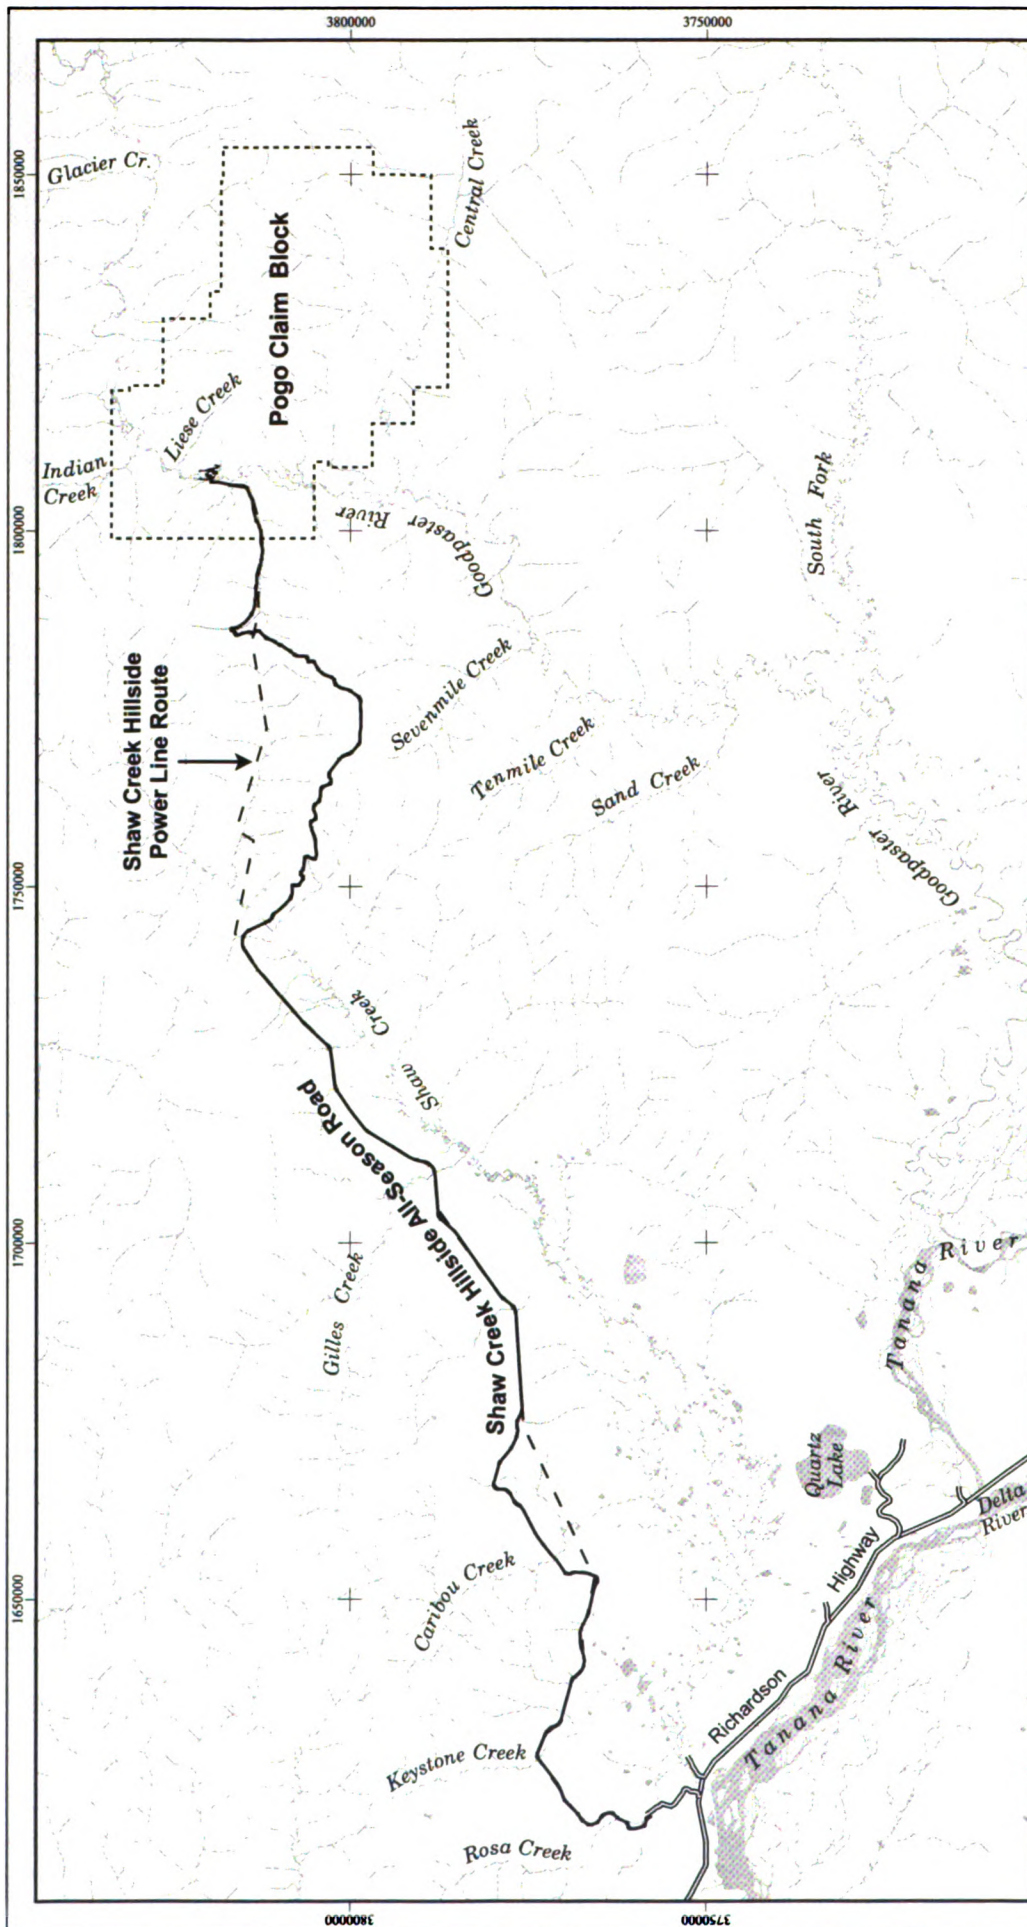 3800000
3750000
1850000
1800000
1750000
1700000
1650000
Glacier Cr.
Central Creek
Pogo Claim Block
Liese Creek
Indian
Creek
Goodpaster River
South Fork
Shaw Creek Hillside
Power Line Route
Sevenmile Creek
Tenmile Creek
Sand Creek
Goodpaster River
Shaw Creek
Shaw Creek Hillside All-Season Road
Gilles Creek
Tanana River
Quartz
Lake
Delta
River
Caribou Creek
Richardson Highway
Tanana River
Keystone Creek
Rosa Creek
3800000
3750000